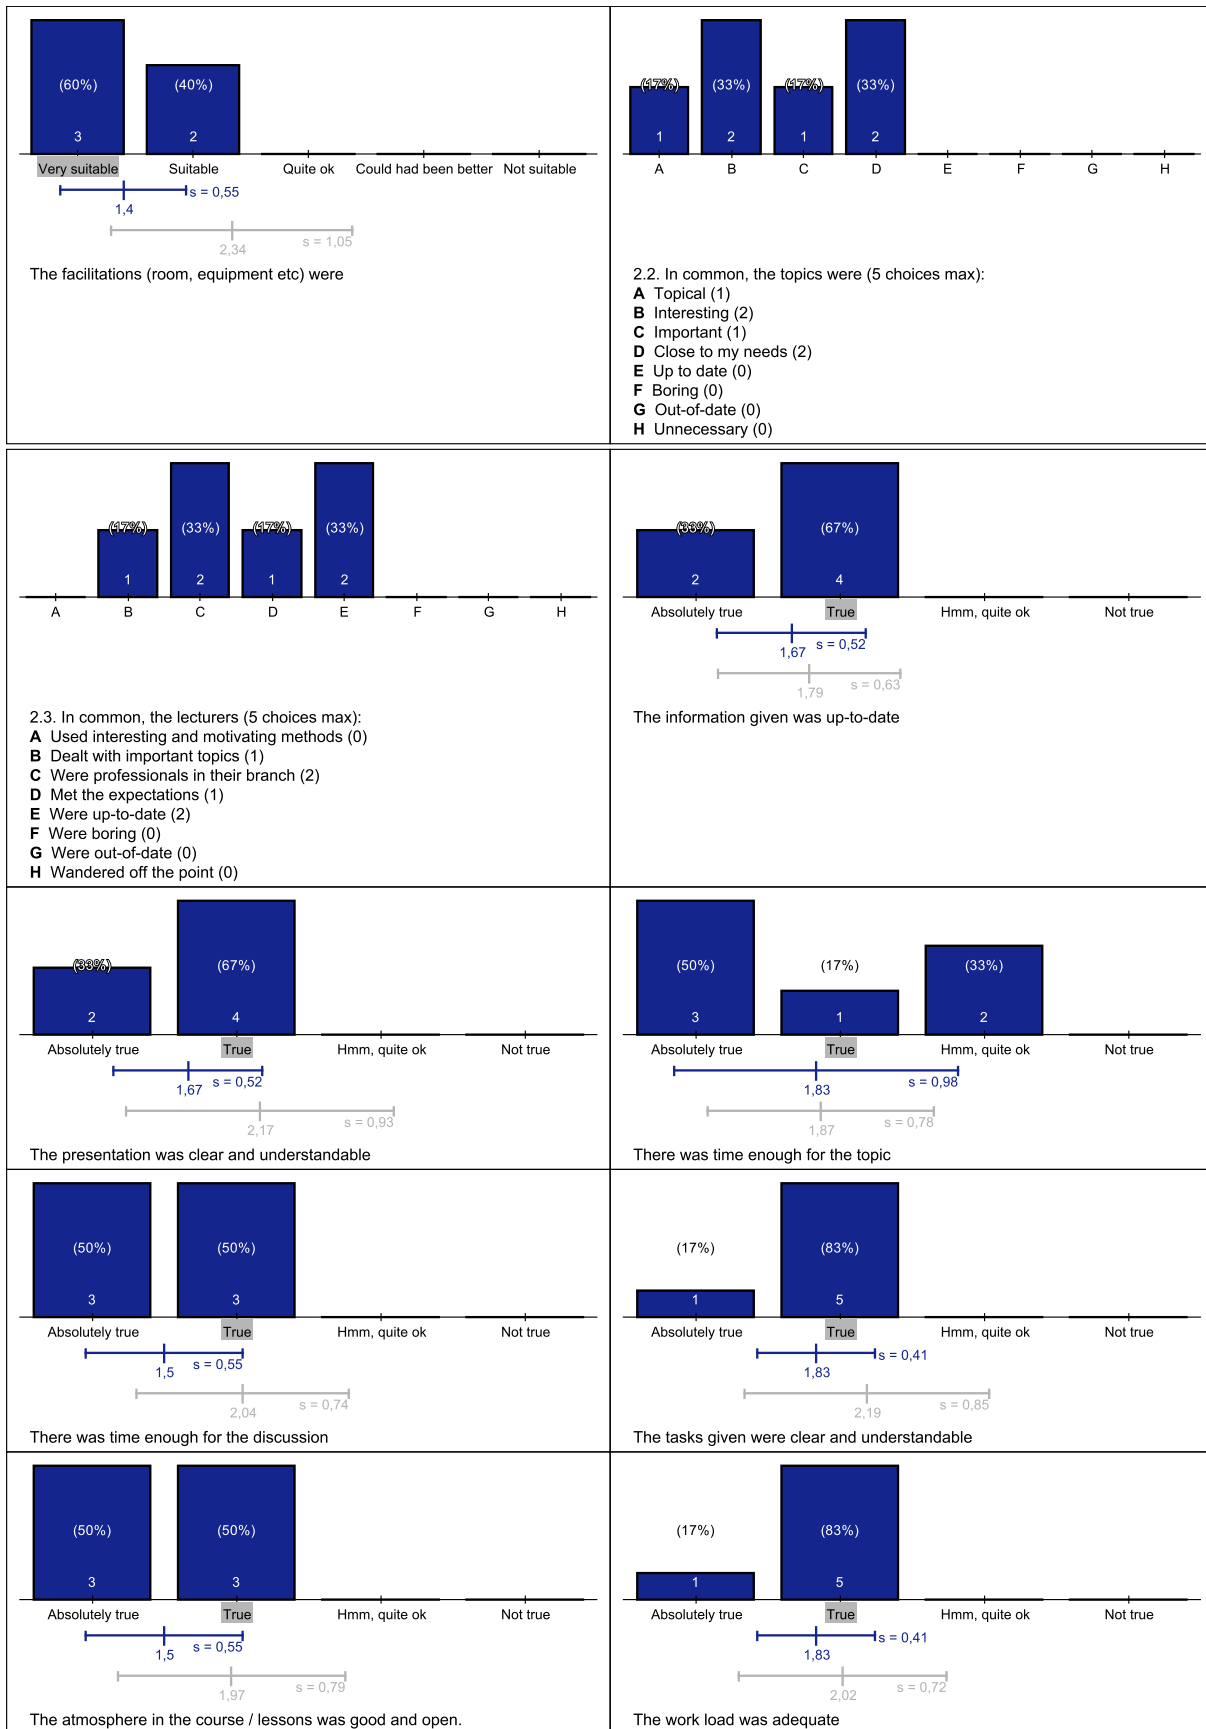 (60%) (40%)
3 2
Very suitable Suitable Quite ok Could had been better Not suitable
s = 0,55
1,4
s = 1,05
2,34
The facilitations (room, equipment etc) were
(17%) (33%) (17%) (33%)
1 2 1 2
A B C D E F G H
2.2. In common, the topics were (5 choices max):
A Topical (1)
B Interesting (2)
C Important (1)
D Close to my needs (2)
E Up to date (0)
F Boring (0)
G Out-of-date (0)
H Unnecessary (0)
(17%) (33%) (17%) (33%)
1 2 1 2
A B C D E F G H
2.3. In common, the lecturers (5 choices max):
A Used interesting and motivating methods (0)
B Dealt with important topics (1)
C Were professionals in their branch (2)
D Met the expectations (1)
E Were up-to-date (2)
F Were boring (0)
G Were out-of-date (0)
H Wandered off the point (0)
(33%) (67%)
2 4
Absolutely true True Hmm, quite ok Not true
s = 0,52
1,67
s = 0,63
1,79
The information given was up-to-date
(33%) (67%)
2 4
Absolutely true True Hmm, quite ok Not true
s = 0,52
1,67
s = 0,93
2,17
The presentation was clear and understandable
(50%) (17%) (33%)
3 1 2
Absolutely true True Hmm, quite ok Not true
s = 0,98
1,83
s = 0,78
1,87
There was time enough for the topic
(50%) (50%)
3 3
Absolutely true True Hmm, quite ok Not true
s = 0,55
1,5
s = 0,74
2,04
There was time enough for the discussion
(17%) (83%)
1 5
Absolutely true True Hmm, quite ok Not true
s = 0,41
1,83
s = 0,85
2,19
The tasks given were clear and understandable
(50%) (50%)
3 3
Absolutely true True Hmm, quite ok Not true
s = 0,55
1,5
s = 0,79
1,97
The atmosphere in the course / lessons was good and open.
(17%) (83%)
1 5
Absolutely true True Hmm, quite ok Not true
s = 0,41
1,83
s = 0,72
2,02
The work load was adequate